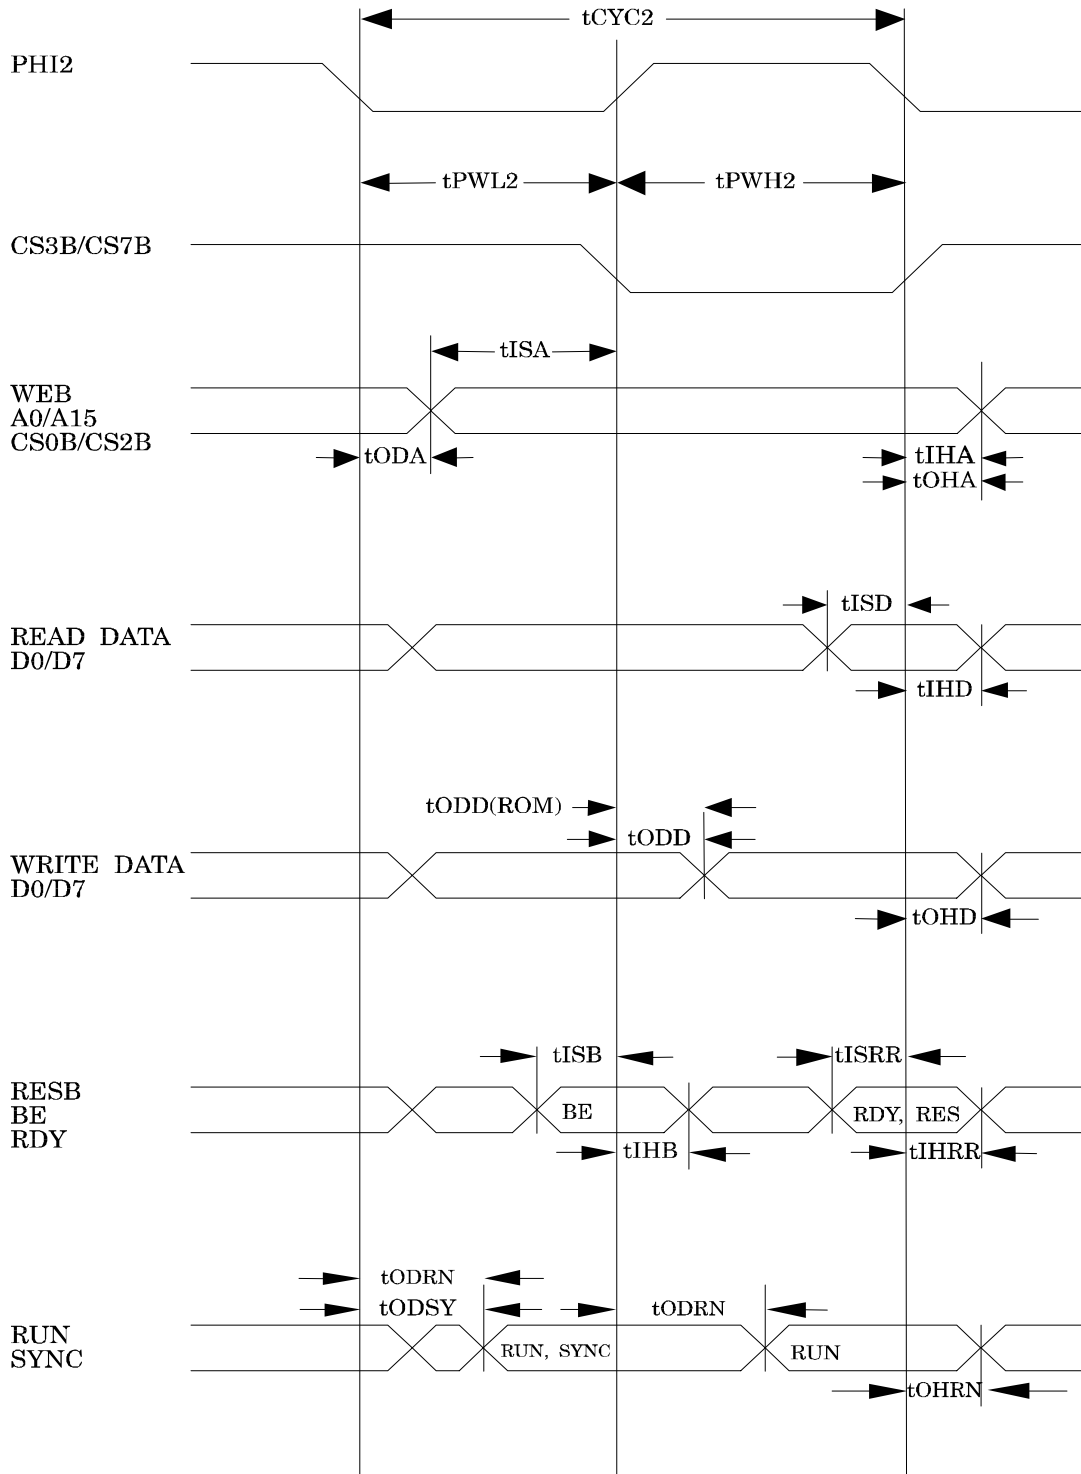 tCYC2
PHI2
tPWL2 tPWH2
CS3B/CS7B
tISA
WEB
A0/A15
CS0B/CS2B
tODA tIHA
tOHA
tISD
READ DATA
D0/D7
tIHD
tODD(ROM)
tODD
WRITE DATA
D0/D7
tOHD
tISB tISRR
RESB
BE
RDY
BE RDY, RES
tIHB tIHRR
tODRN
tODSY tODRN
RUN
SYNC
RUN, SYNC RUN
tOHRN